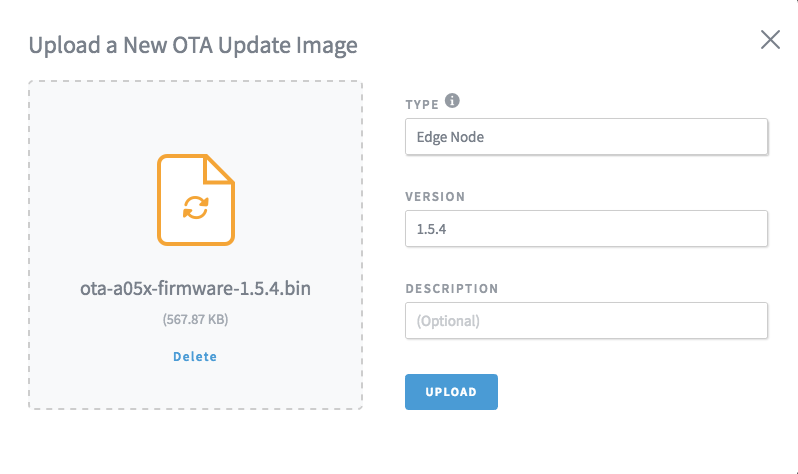 Upload a New OTA Update Image
ota-a05x-firmware-1.5.4.bin
(567.87 KB)
Delete
TYPE
Edge Node
VERSION
1.5.4
DESCRIPTION
(Optional)
UPLOAD